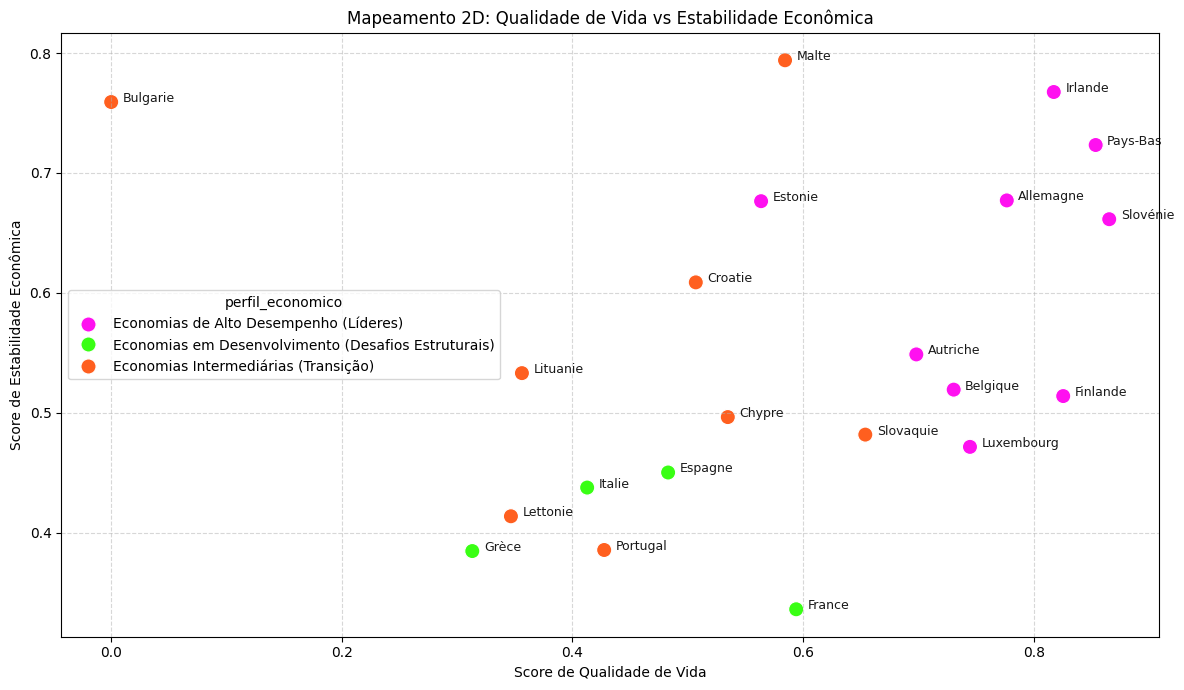 Mapeamento 2D: Qualidade de Vida vs Estabilidade Econômica
Score de Estabilidade Econômica
0.8
0.7
0.6
0.5
0.4
Malte
Irlande
Bulgarie
Pays-Bas
Estonie
Allemagne
Slovénie
Croatie
perfil_economico
Economias de Alto Desempenho (Líderes)
Economias em Desenvolvimento (Desafios Estruturais)
Economias Intermediárias (Transição)
Autriche
Lituanie
Belgique
Finlande
Chypre
Slovaquie
Luxembourg
Espagne
Italie
Lettonie
Grèce
Portugal
France
0.0
0.2
0.4
0.6
0.8
Score de Qualidade de Vida